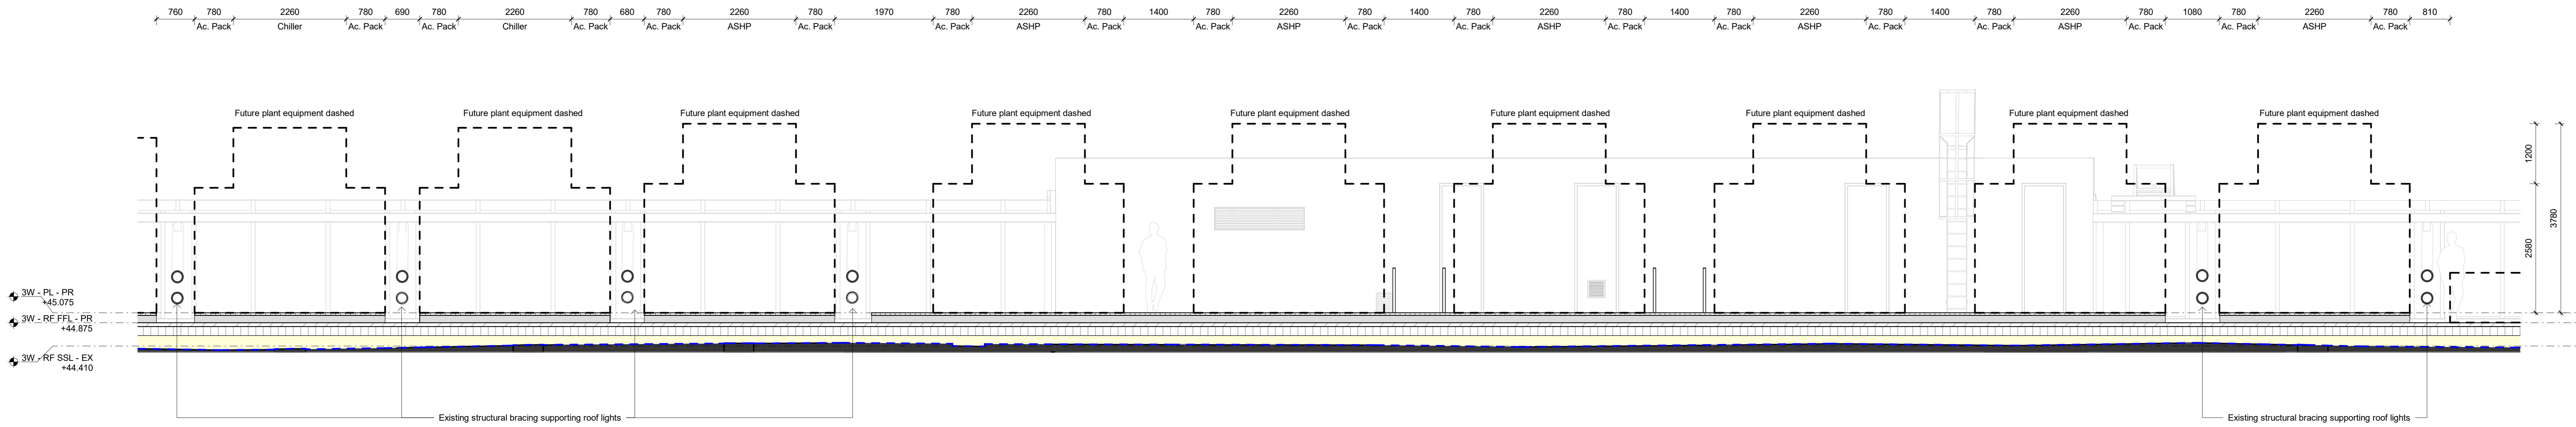 760 780 2260 780 690 780 2260 780 680 780 2260 780 1970 780 2260 780 1400 780 2260 780 1400 780 2260 780 1400 780 2260 780 1400 780 2260 780 1080 780 2260 780 810
Ac. Pack Chiller Ac. Pack Ac. Pack Chiller Ac. Pack Ac. Pack ASHP Ac. Pack Ac. Pack ASHP Ac. Pack Ac. Pack ASHP Ac. Pack Ac. Pack ASHP Ac. Pack Ac. Pack ASHP Ac. Pack Ac. Pack ASHP Ac. Pack Ac. Pack ASHP Ac. Pack
Future plant equipment dashed Future plant equipment dashed Future plant equipment dashed Future plant equipment dashed Future plant equipment dashed Future plant equipment dashed Future plant equipment dashed Future plant equipment dashed Future plant equipment dashed
1200
3780
2580
3W - PL - PR
+45.075
3W - RF FFL - PR
+44.875
3W - RF SSL - EX
+44.410
Existing structural bracing supporting roof lights Existing structural bracing supporting roof lights